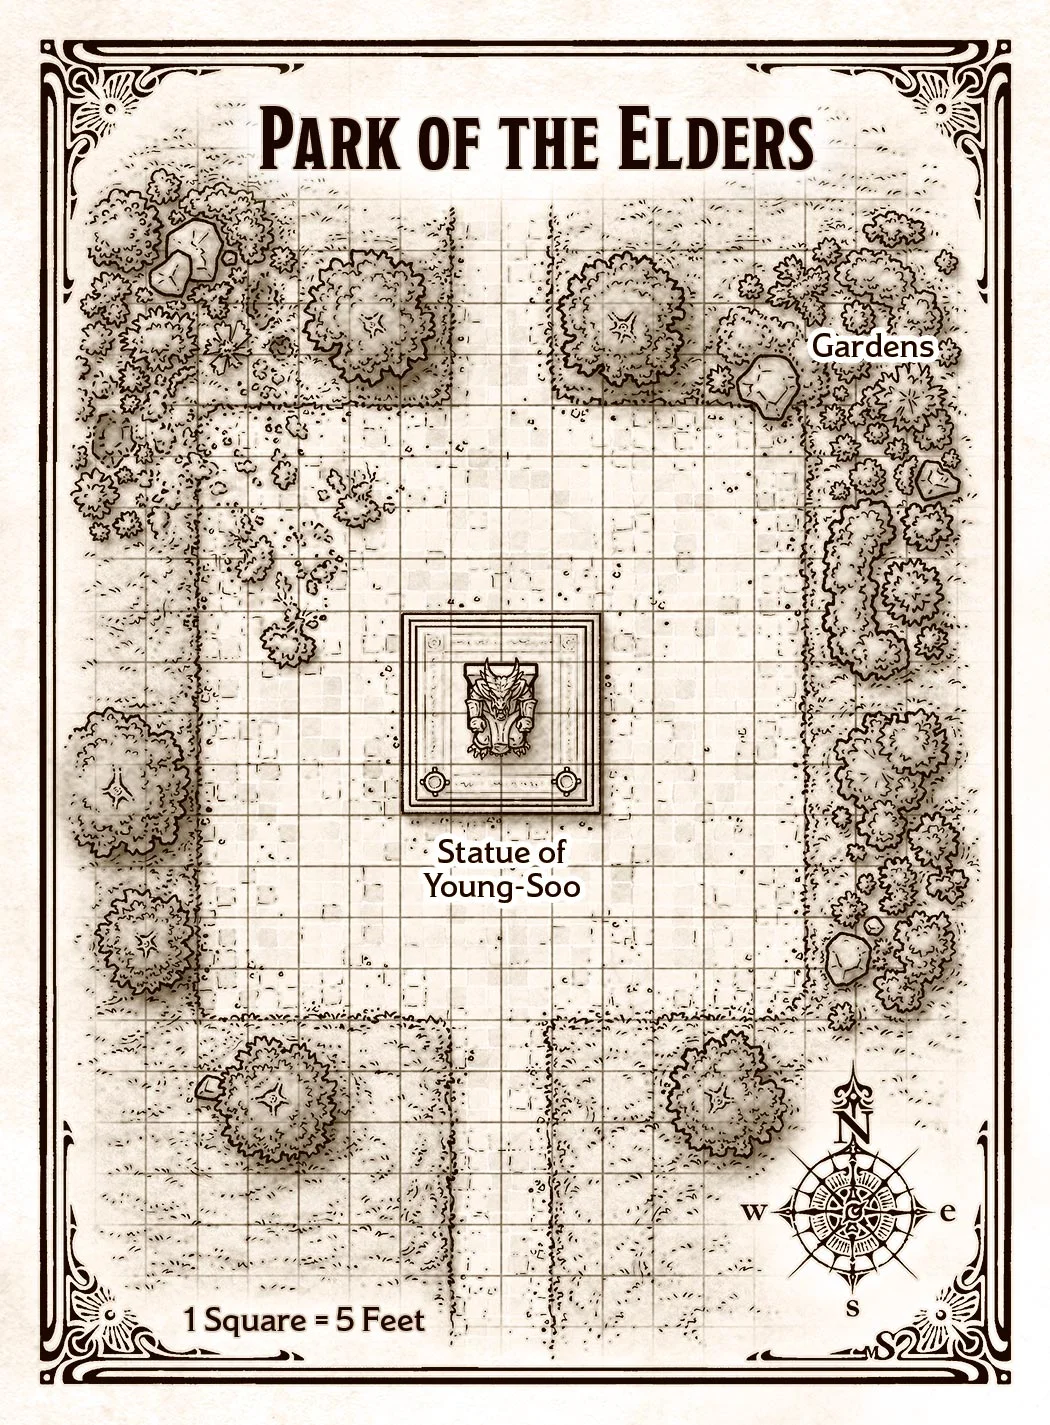 Park of the Elders
Gardens
Statue of
Young-Soo
N
W
e
S
1 Square = 5 Feet
MS